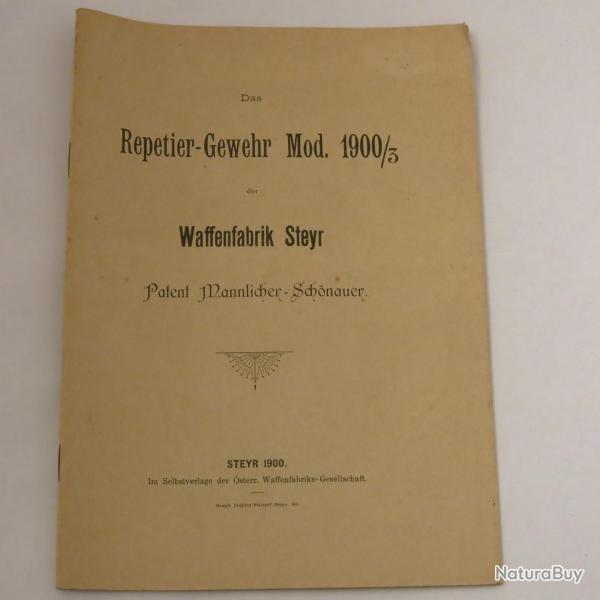 Das
Repetier-Gewehr Mod. 1900/3
der
Waffenfabrik Steyr
Patent Mannlicher-Schönauer.
STEYR 1900.
Im Selbstverlage der Österr. Waffenfabriks-Gesellschaft.
NaturaBuy